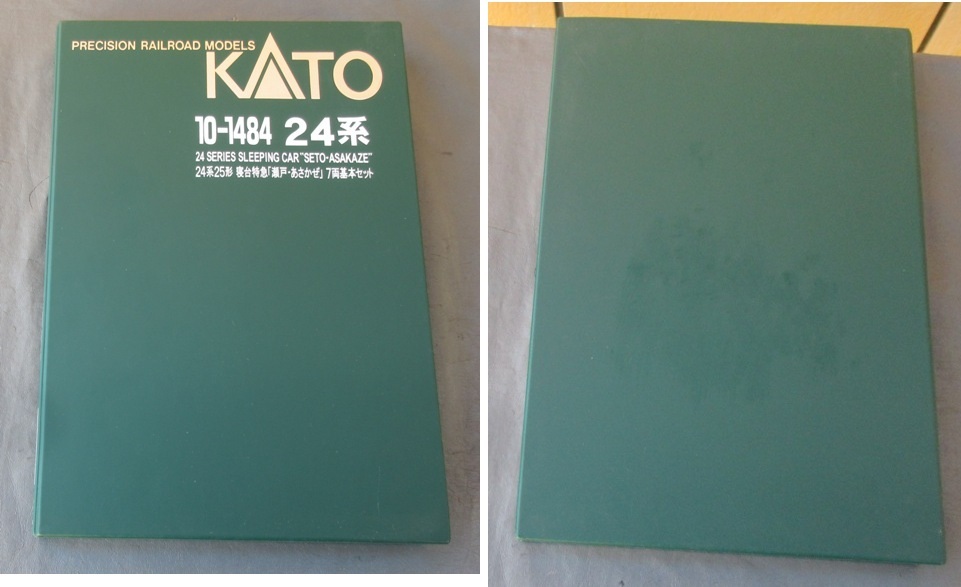 PRECISION RAILROAD MODELS
KATO
10-1484 24系
24 SERIES SLEEPING CAR "SETO・ASAKAZE"
24系25形 寝台特急「瀬戸・あさかぜ」 7両基本セット